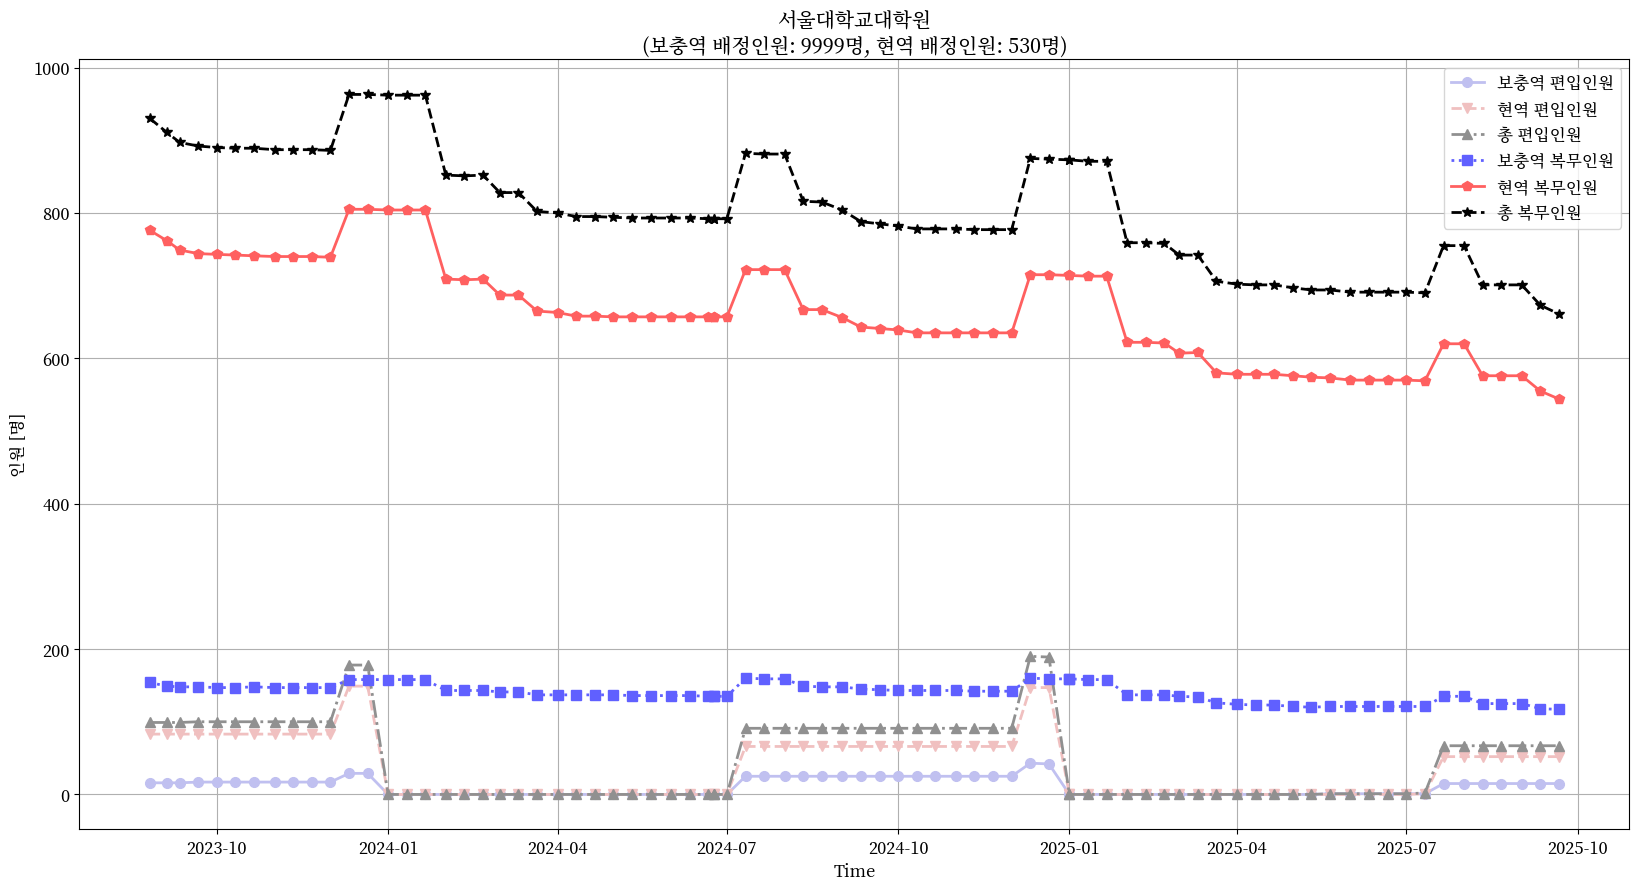 서울대학교대학원
(보충역 배정인원: 9999명, 현역 배정인원: 530명)
1000
800
600
400
200
0
인원 [명]
보충역 편입인원
현역 편입인원
총 편입인원
보충역 복무인원
현역 복무인원
총 복무인원
2023-10
2024-01
2024-04
2024-07
2024-10
2025-01
2025-04
2025-07
2025-10
Time